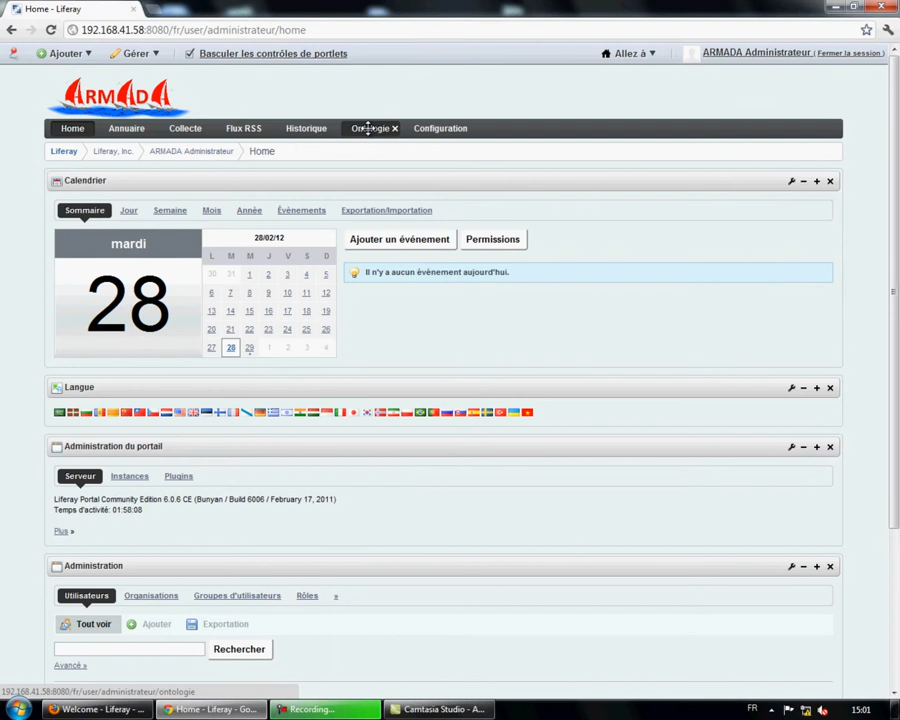 Home - Liferay
192.168.41.58:8080/fr/user/administrateur/home
Ajouter Gérer Basculer les contrôles de portlets Allez à ARMADA Administrateur (Fermer la session)
ARMADA
Home Annuaire Collecte Flux RSS Historique Ontologie Configuration
Liferay Liferay, Inc. ARMADA Administrateur Home
Calendrier
Sommaire Jour Semaine Mois Année Évènements Exportation/Importation
mardi
28
28/02/12
L M M J V S D
30 31 1 2 3 4 5
6 7 8 9 10 11 12
13 14 15 16 17 18 19
20 21 22 23 24 25 26
27 28 29 1 2 3 4
Ajouter un événement Permissions
Il n'y a aucun évènement aujourd'hui.
Langue
Administration du portail
Serveur Instances Plugins
Liferay Portal Community Edition 6.0.6 CE (Bunyan / Build 6006 / February 17, 2011)
Temps d'activité: 01:58:08
Plus »
Administration
Utilisateurs Organisations Groupes d'utilisateurs Rôles »
Tout voir Ajouter Exportation
Rechercher
Avancé »
192.168.41.58:8080/fr/user/administrateur/ontologie
Welcome - Liferay - ... Home - Liferay - Go... Recording... Camtasia Studio - A... FR 15:01